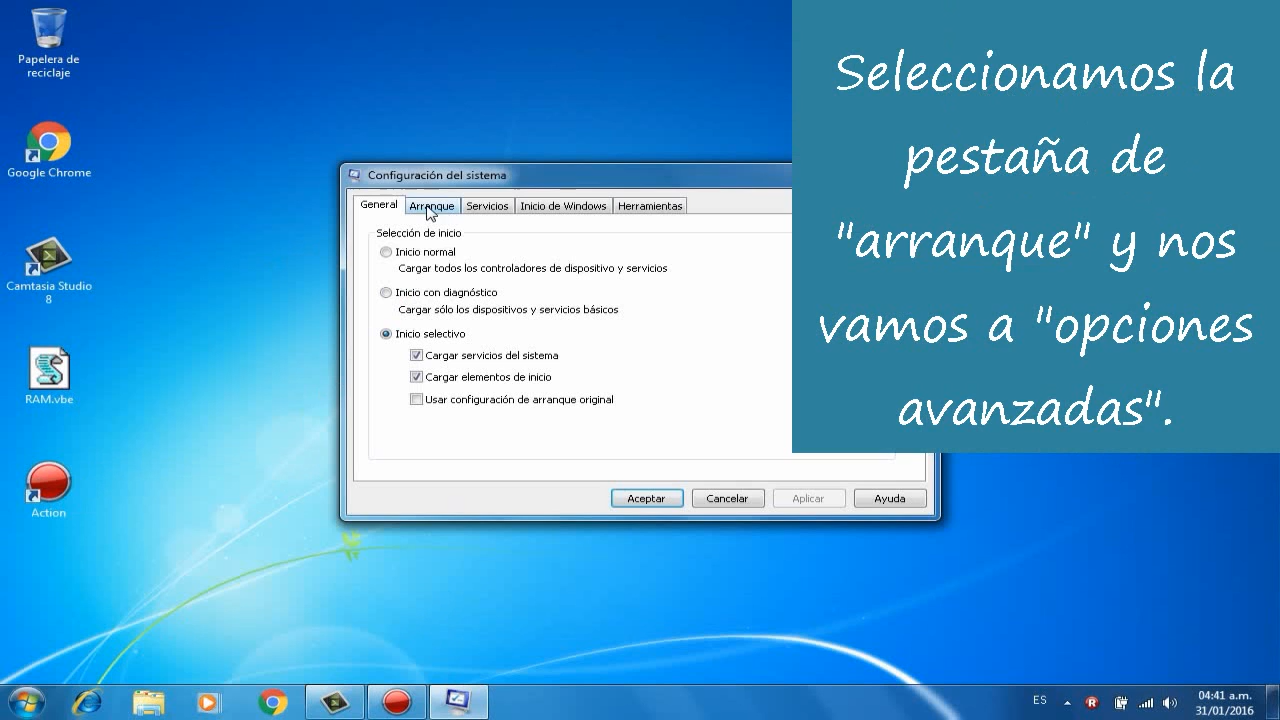 Papelera de
reciclaje
Google Chrome
Camtasia Studio
8
RAM.vbe
Action
Configuración del sistema
General
Arranque
Servicios
Inicio de Windows
Herramientas
Selección de inicio
Inicio normal
Cargar todos los controladores de dispositivo y servicios
Inicio con diagnóstico
Cargar sólo los dispositivos y servicios básicos
Inicio selectivo
Cargar servicios del sistema
Cargar elementos de inicio
Usar configuración de arranque original
Aceptar
Cancelar
Aplicar
Ayuda
Seleccionamos la
pestaña de
"arranque" y nos
vamos a "opciones
avanzadas".
ES
R
04:41 a.m.
31/01/2016